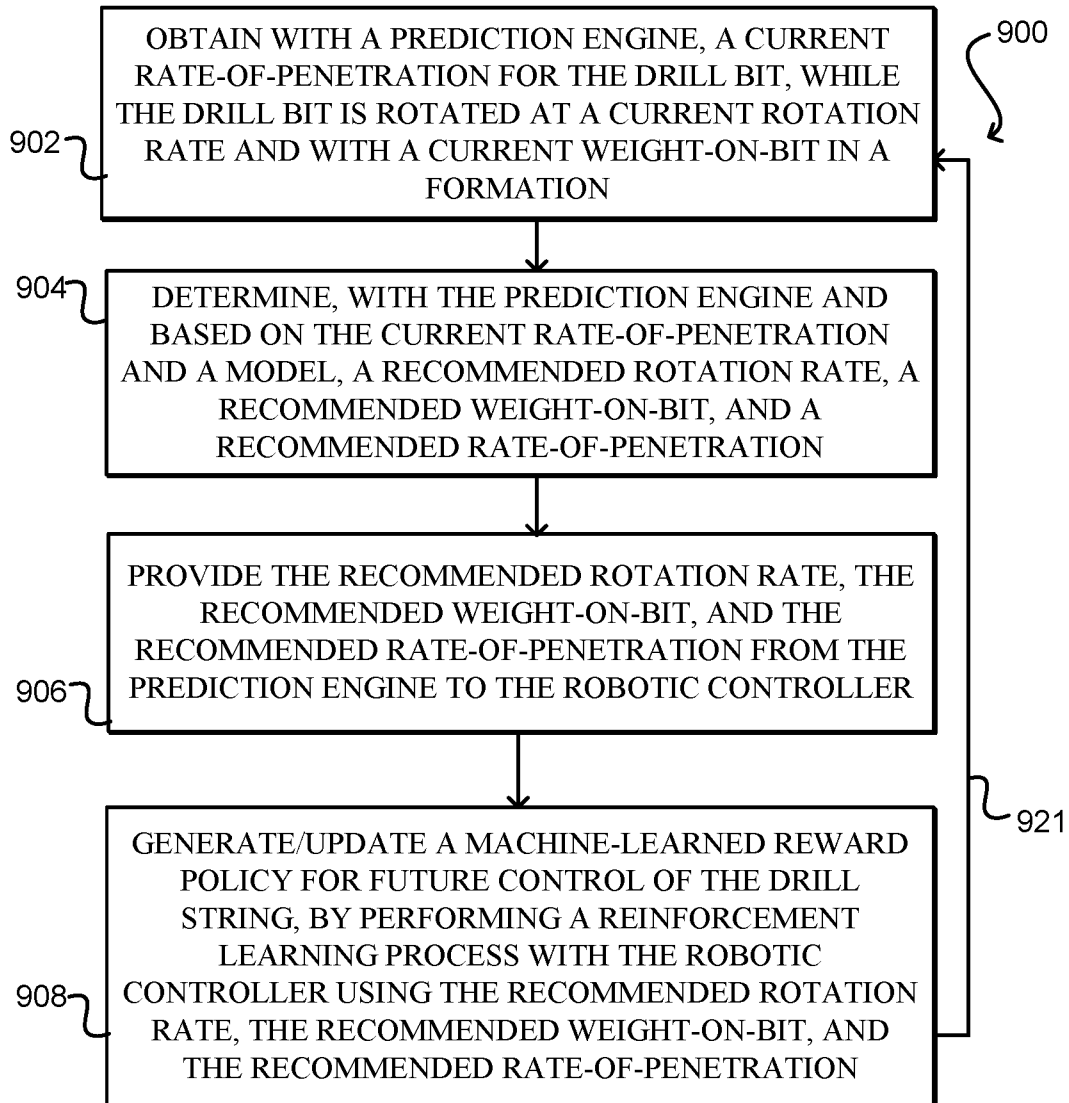 900
OBTAIN WITH A PREDICTION ENGINE, A CURRENT
RATE-OF-PENETRATION FOR THE DRILL BIT, WHILE
THE DRILL BIT IS ROTATED AT A CURRENT ROTATION
RATE AND WITH A CURRENT WEIGHT-ON-BIT IN A
FORMATION
902
904
DETERMINE, WITH THE PREDICTION ENGINE AND
BASED ON THE CURRENT RATE-OF-PENETRATION
AND A MODEL, A RECOMMENDED ROTATION RATE, A
RECOMMENDED WEIGHT-ON-BIT, AND A
RECOMMENDED RATE-OF-PENETRATION
PROVIDE THE RECOMMENDED ROTATION RATE, THE
RECOMMENDED WEIGHT-ON-BIT, AND THE
RECOMMENDED RATE-OF-PENETRATION FROM THE
PREDICTION ENGINE TO THE ROBOTIC CONTROLLER
906
GENERATE/UPDATE A MACHINE-LEARNED REWARD
POLICY FOR FUTURE CONTROL OF THE DRILL
STRING, BY PERFORMING A REINFORCEMENT
LEARNING PROCESS WITH THE ROBOTIC
CONTROLLER USING THE RECOMMENDED ROTATION
RATE, THE RECOMMENDED WEIGHT-ON-BIT, AND
THE RECOMMENDED RATE-OF-PENETRATION
908
921